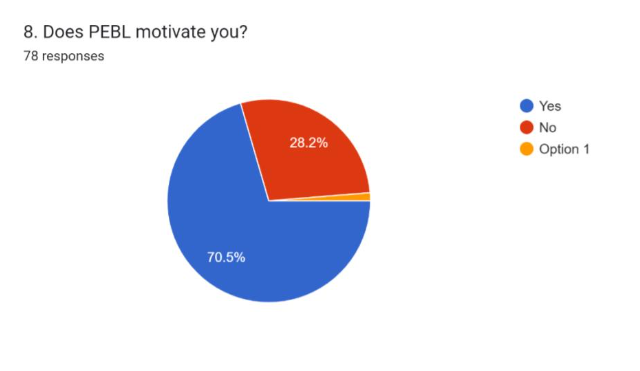 8. Does PEBL motivate you?
78 responses
28.2%
70.5%
Yes
No
Option 1